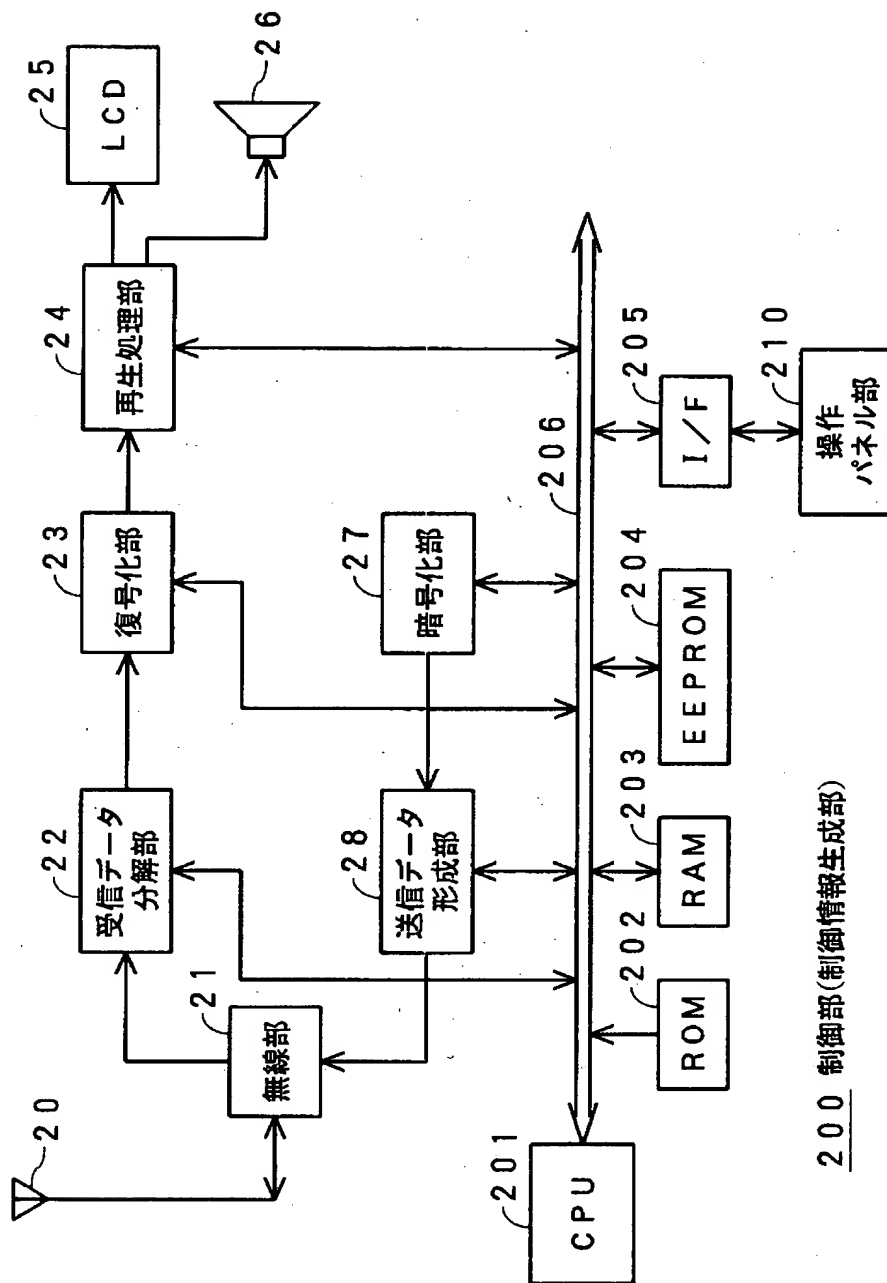 20
21
無線部
22
受信データ
分解部
23
復号化部
24
再生処理部
25
LCD
26
27
暗号化部
28
送信データ
形成部
206
201
CPU
202
ROM
203
RAM
204
EEPROM
205
I/F
210
操作
パネル部
200 制御部(制御情報生成部)